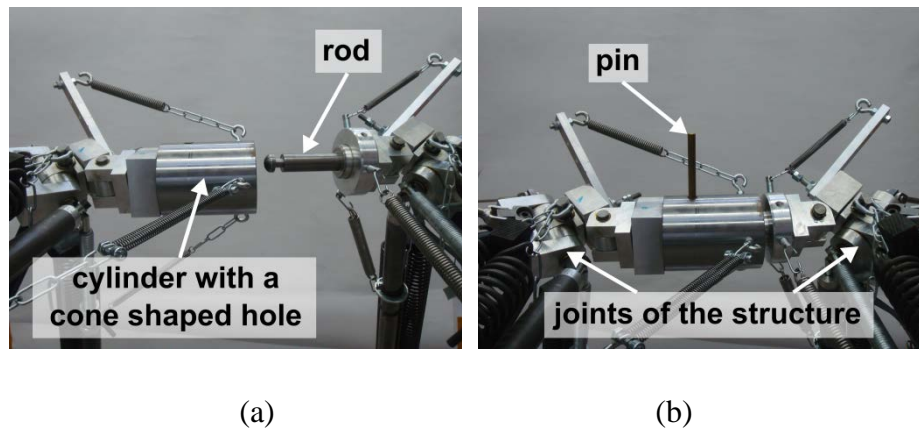 rod
cylinder with a
cone shaped hole
pin
joints of the structure
(a)
(b)